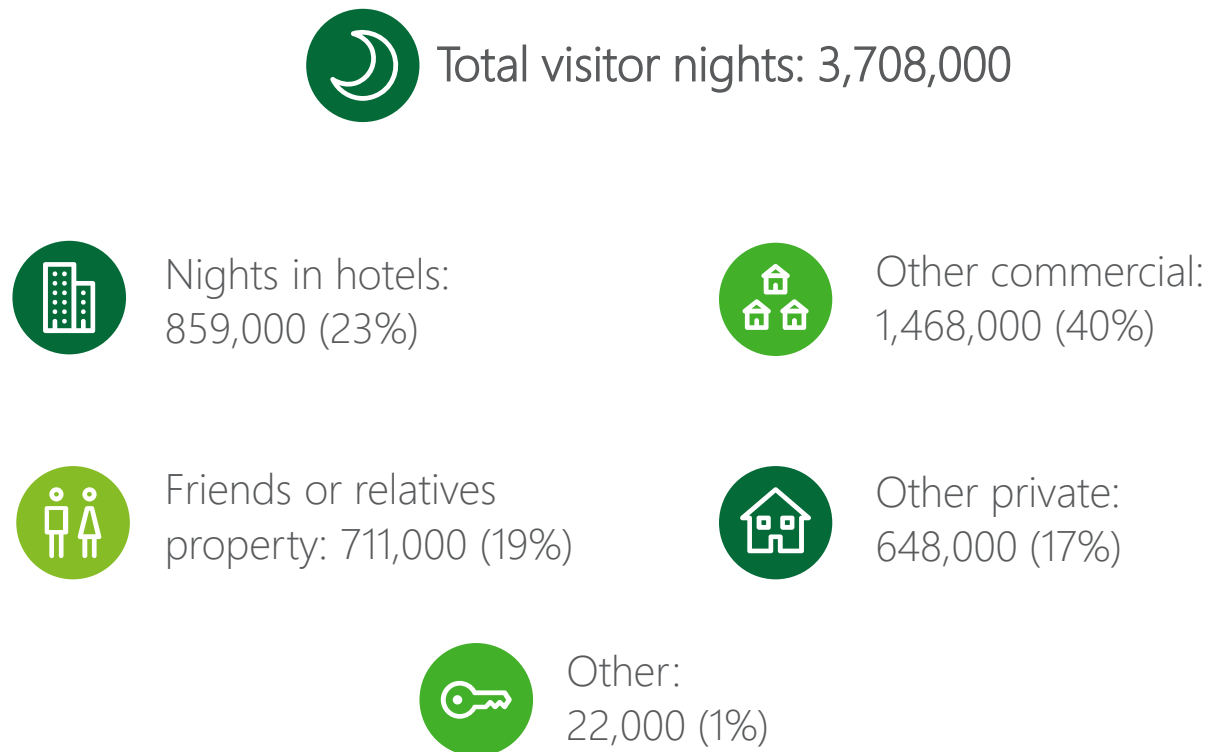 Total visitor nights: 3,708,000
Nights in hotels:
859,000 (23%)
Other commercial:
1,468,000 (40%)
Friends or relatives
property: 711,000 (19%)
Other private:
648,000 (17%)
Other:
22,000 (1%)